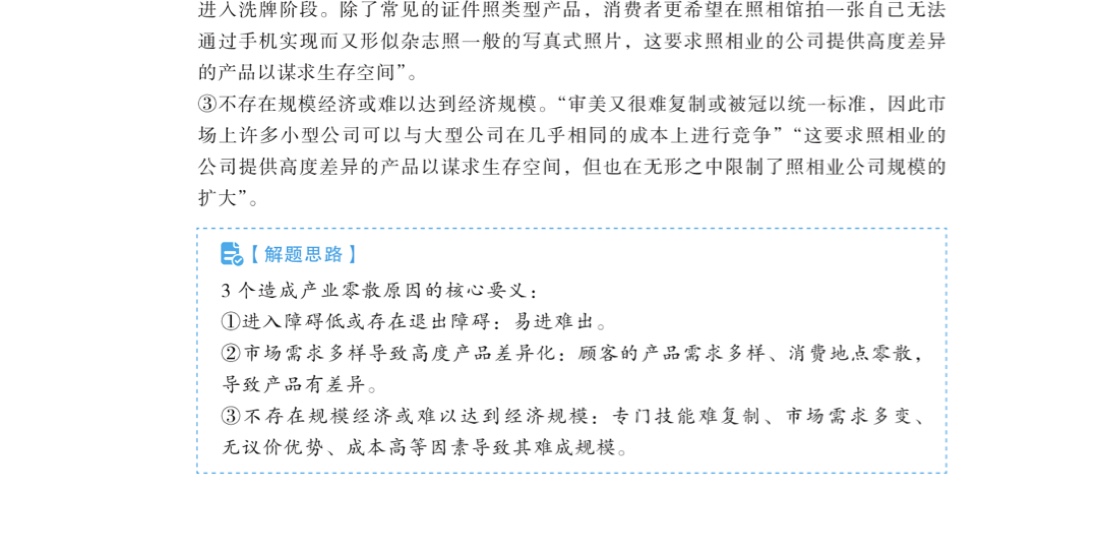 进入洗牌阶段。除了常见的证件照类型产品，消费者更希望在照相馆拍一张自己无法
通过手机实现而又形似杂志照一般的写真式照片，这要求照相业的公司提供高度差异
的产品以谋求生存空间”。
③不存在规模经济或难以达到经济规模。“审美又很难复制或被冠以统一标准，因此市
场上许多小型公司可以与大型公司在几乎相同的成本上进行竞争”“这要求照相业的
公司提供高度差异的产品以谋求生存空间，但也在无形之中限制了照相业公司规模的
扩大”。
【解题思路】
3 个造成产业零散原因的核心要义：
①进入障碍低或存在退出障碍：易进难出。
②市场需求多样导致高度产品差异化：顾客的产品需求多样、消费地点零散，
导致产品有差异。
③不存在规模经济或难以达到经济规模：专门技能难复制、市场需求多变、
无议价优势、成本高等因素导致其难成规模。